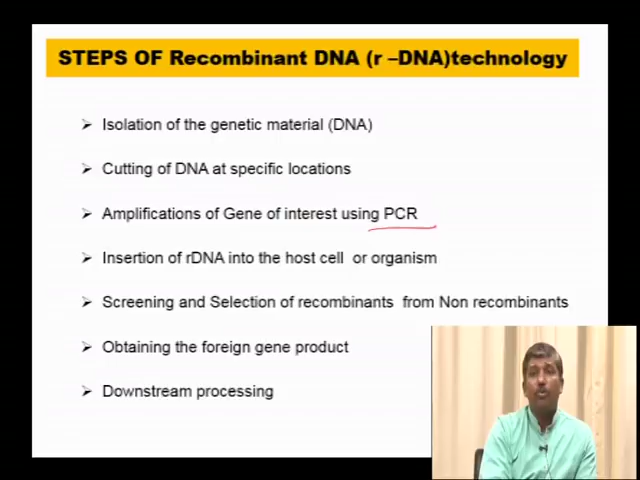 STEPS OF Recombinant DNA (r –DNA)technology
Isolation of the genetic material (DNA)
Cutting of DNA at specific locations
Amplifications of Gene of interest using PCR
Insertion of rDNA into the host cell or organism
Screening and Selection of recombinants from Non recombinants
Obtaining the foreign gene product
Downstream processing